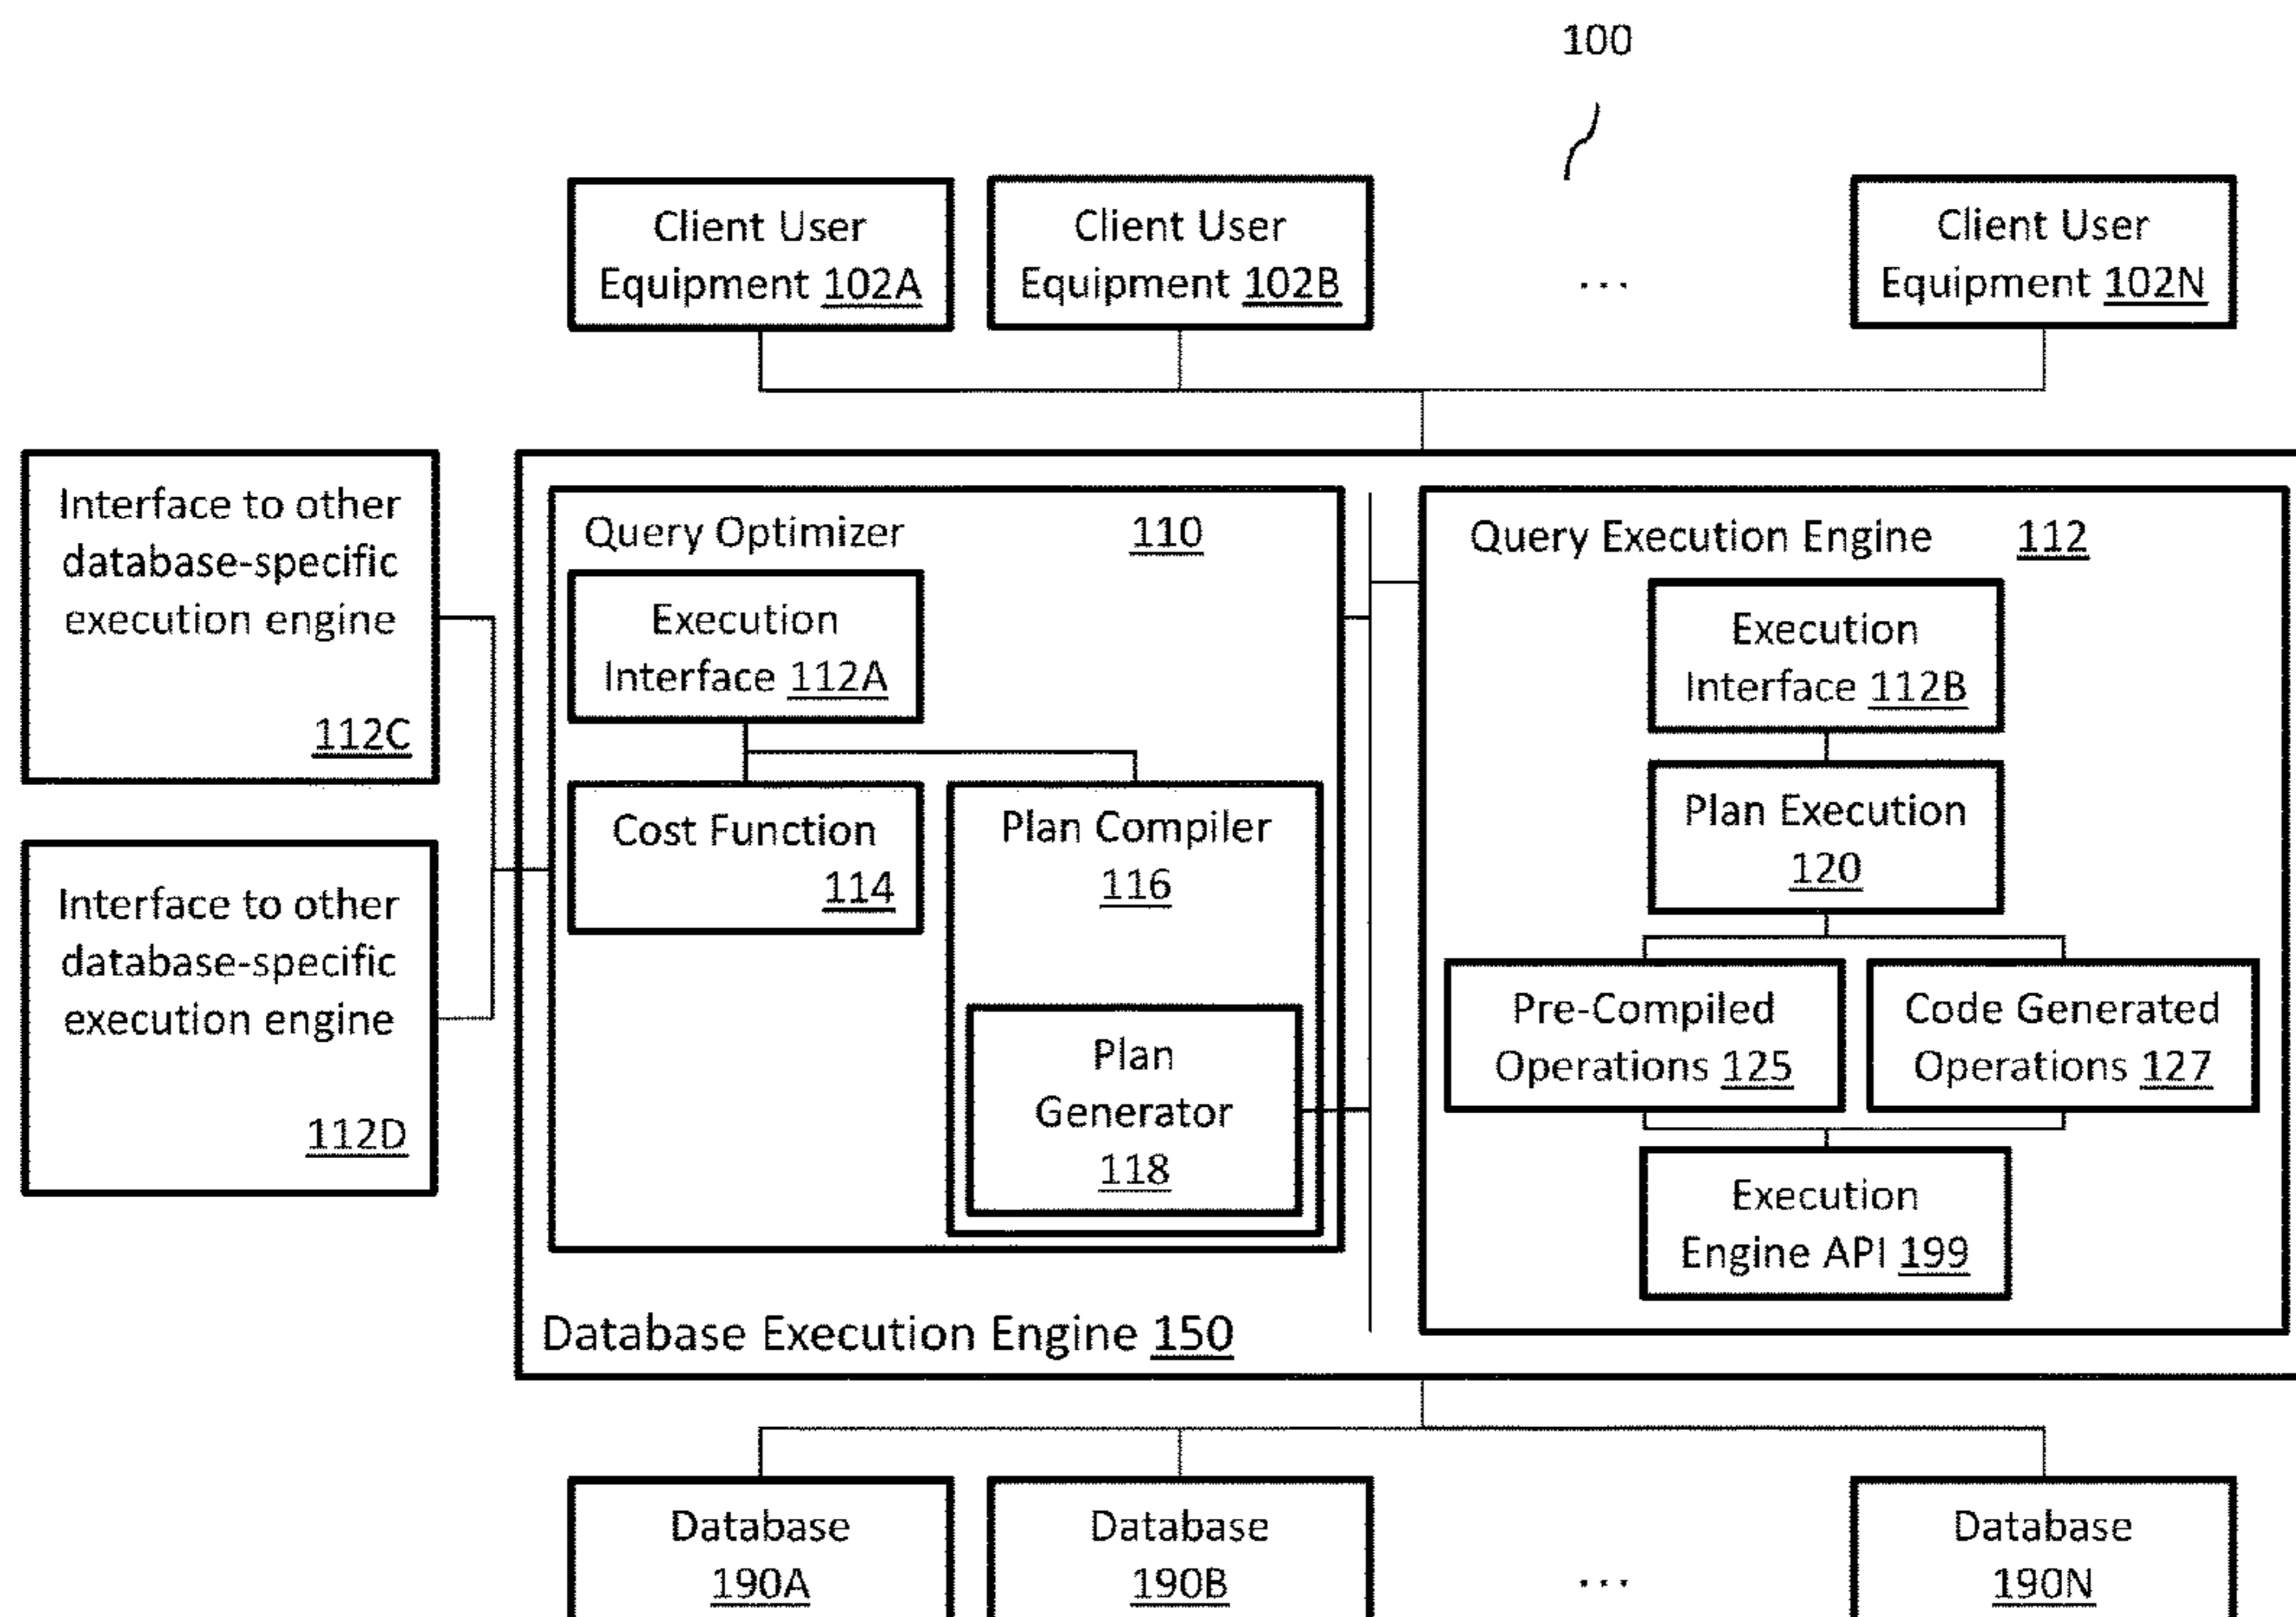 100
Client User
Equipment 102A
Client User
Equipment 102B
...
Client User
Equipment 102N
Interface to other
database-specific
execution engine
112C
Interface to other
database-specific
execution engine
112D
Query Optimizer 110
Execution
Interface 112A
Cost Function
114
Plan Compiler
116
Plan
Generator
118
Database Execution Engine 150
Query Execution Engine 112
Execution
Interface 112B
Plan Execution
120
Pre-Compiled
Operations 125
Code Generated
Operations 127
Execution
Engine API 199
Database
190A
Database
190B
...
Database
190N